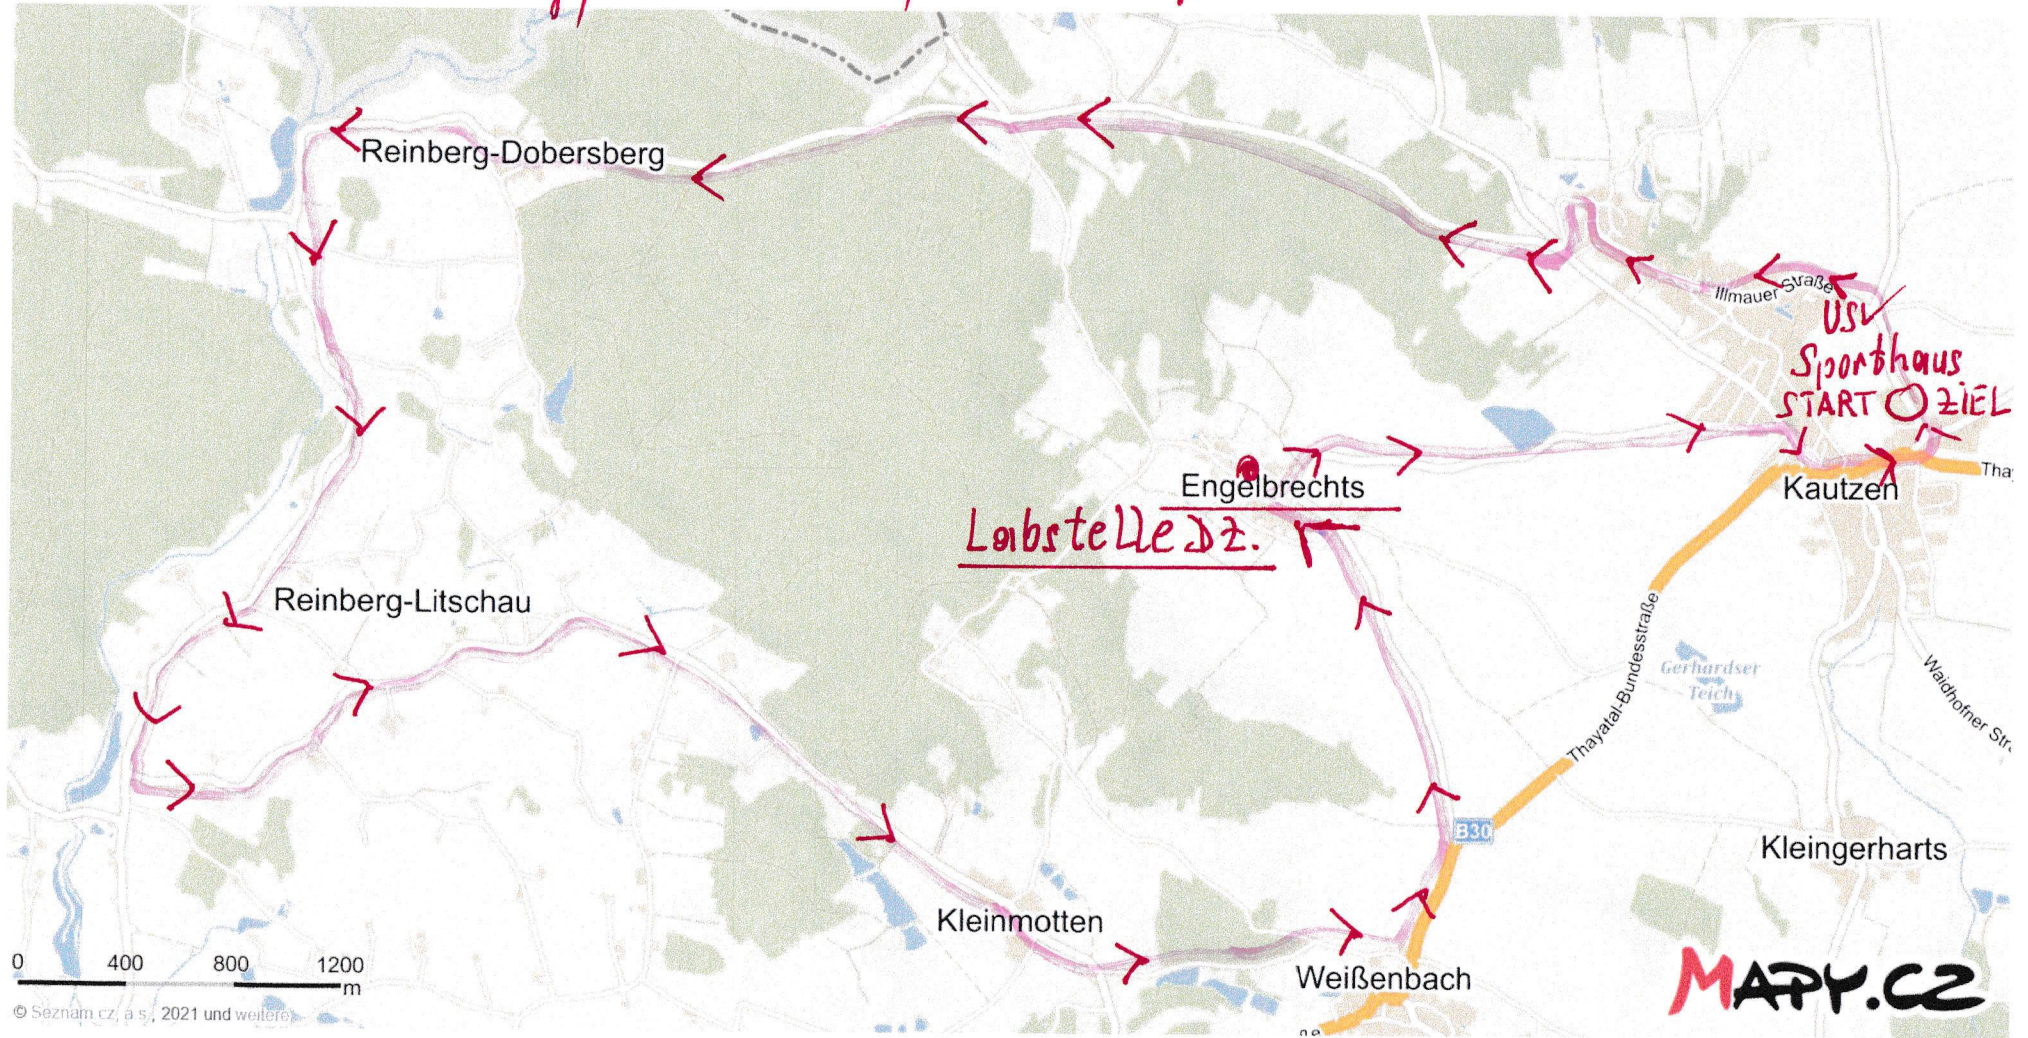 Reinberg-Dobersberg
Illmauer Straße
USV
Sporthaus
START ZIEL
Engelbrechts
Labstelle DZ.
Kautzen
Tha
Reinberg-Litschau
Gerhardser
Teich
Thayatal-Bundesstraße
Waidhofner Str.
B30
Kleingerharts
Kleinmotten
Weißenbach
0 400 800 1200
m
© Seznam.cz, a.s., 2021 und weitere
MAPY.CZ